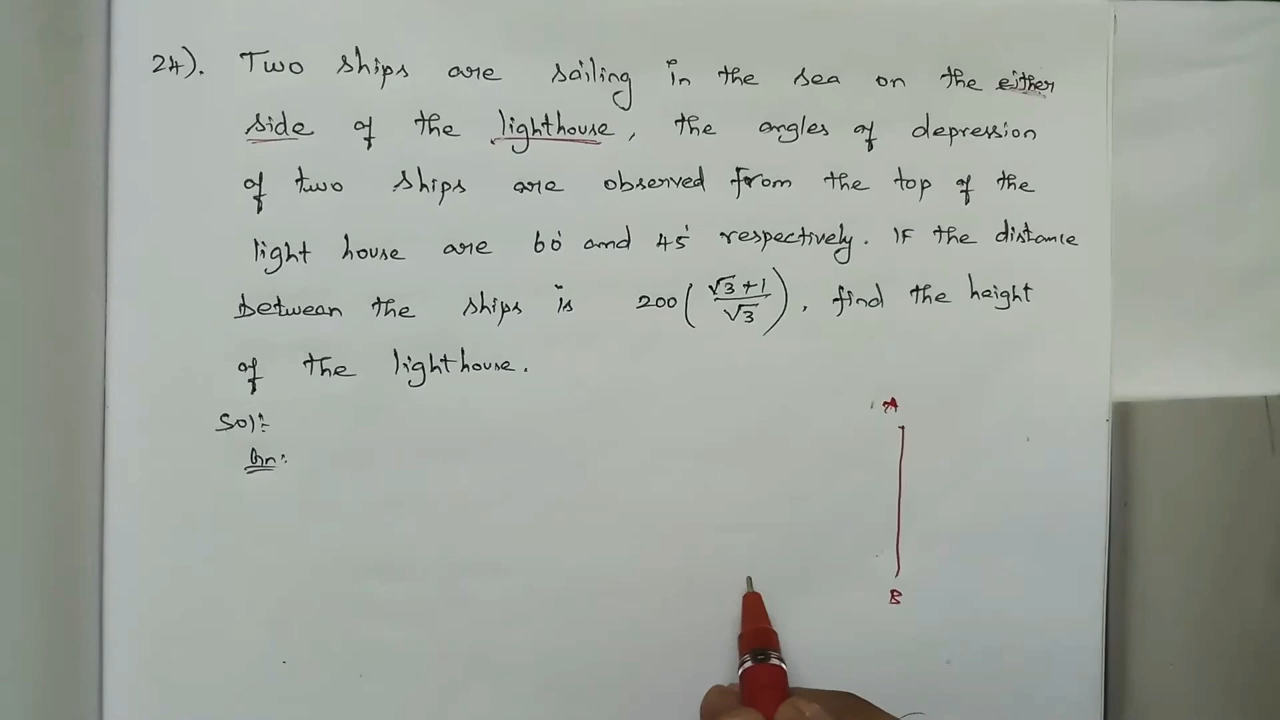 24). Two ships are sailing in the sea on the either
side of the lighthouse, the angles of depression
of two ships are observed from the top of the
light house are 60° and 45° respectively. If the distance
between the ships is 200(√3+1/√3), find the height
of the lighthouse.
Sol:-
Gn:
A
B